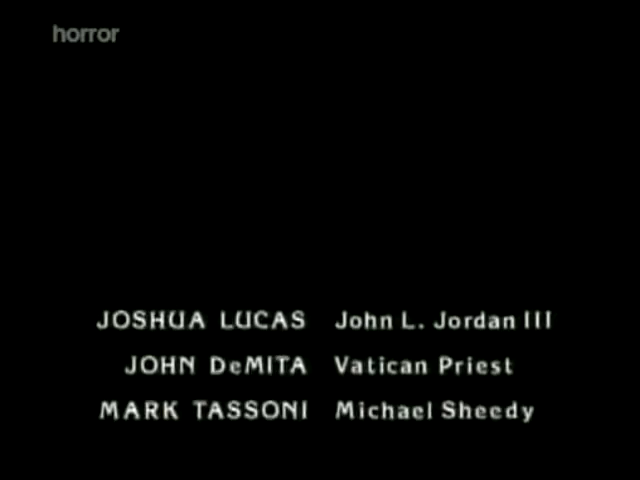 horror
JOSHUA LUCAS John L. Jordan III
JOHN DeMITA Vatican Priest
MARK TASSONI Michael Sheedy